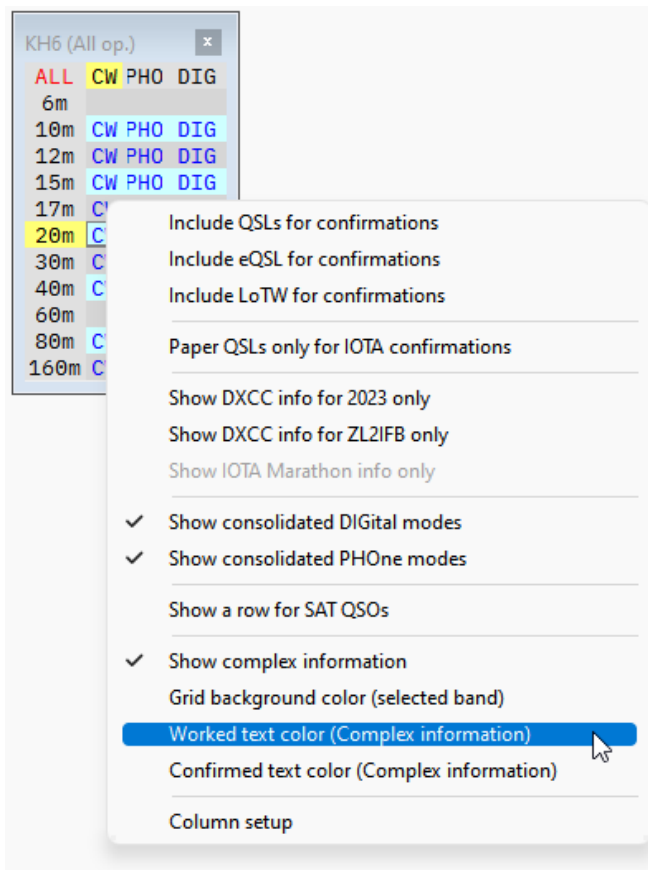 KH6 (All op.) x
ALL CW PHO DIG
6m
10m CW PHO DIG
12m CW PHO DIG
15m CW PHO DIG
17m
20m
30m
40m
60m
80m
160m
Include QSLs for confirmations
Include eQSL for confirmations
Include LoTW for confirmations
Paper QSLs only for IOTA confirmations
Show DXCC info for 2023 only
Show DXCC info for ZL2IFB only
Show IOTA Marathon info only
Show consolidated DIGital modes
Show consolidated PHOne modes
Show a row for SAT QSOs
Show complex information
Grid background color (selected band)
Worked text color (Complex information)
Confirmed text color (Complex information)
Column setup